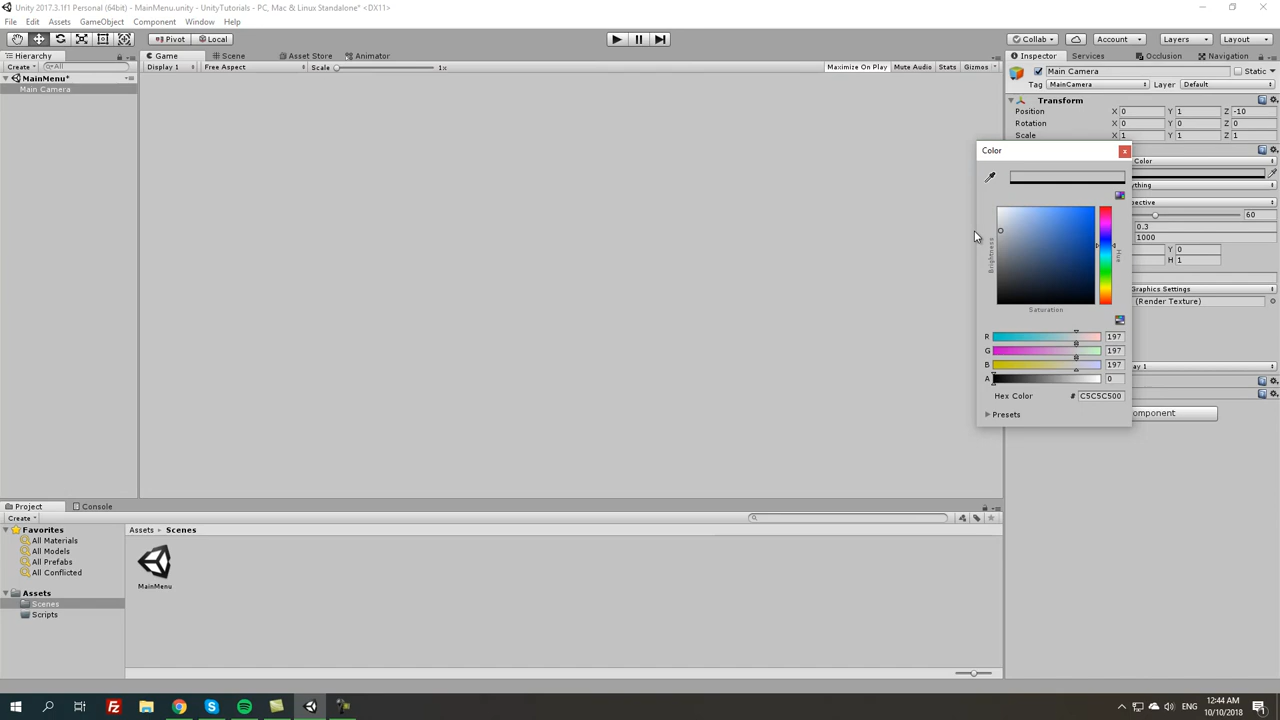 Unity 2017.3.1f1 Personal (64bit) - MainMenu.unity - UnityTutorials - PC, Mac & Linux Standalone* <DX11>
File Edit Assets GameObject Component Window Help
Pivot Local Collab Account Layers Layout
Hierarchy Game Scene Asset Store Animator Inspector Services Occlusion Navigation
Create All Display 1 Free Aspect Scale 1x Maximize On Play Mute Audio Stats Gizmos Main Camera Static
MainMenu*
Tag MainCamera Layer Default
Main Camera
Transform
Position X 0 Y 1 Z -10
Rotation X 0 Y 0 Z 0
Scale X 1 Y 1 Z 1
Color
Color
ything
pective
60
0.3
1000
Y 0
H 1
Brightness
Hue
Saturation
Graphics Settings
(Render Texture)
R 197
G 197
B 197
ay 1
A 0
Hex Color # C5C5C500
Presets
omponent
Project Console
Create
Favorites
All Materials
All Models
All Prefabs
All Conflicted
Assets
Scenes
Scripts
Assets Scenes
MainMenu
ENG
12:44 AM
10/10/2018
1